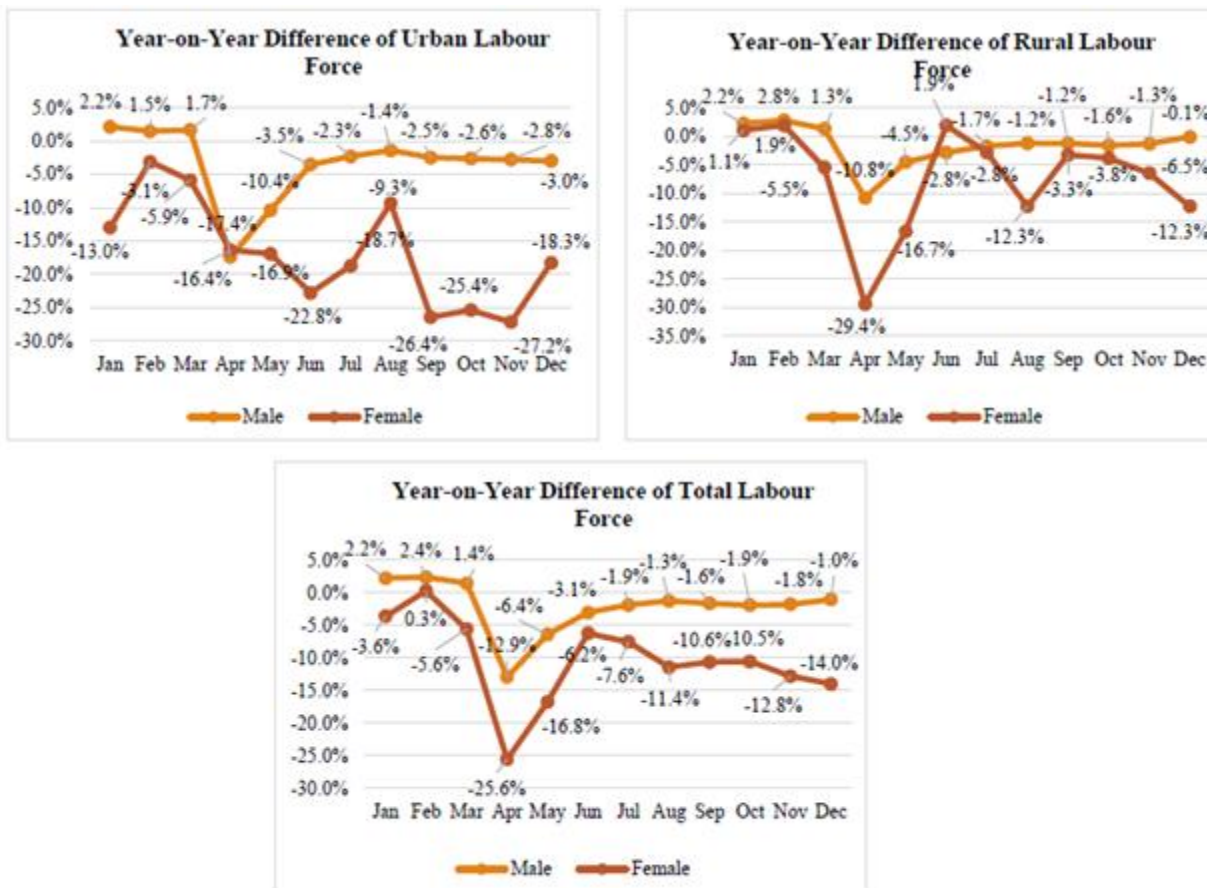 Year-on-Year Difference of Urban Labour
Force
2.2% 1.5% 1.7% -3.5% -2.3% -1.4% -2.5% -2.6% -2.8%
5.0%
0.0%
-5.0%
-10.0%
-15.0%
-20.0%
-25.0%
-30.0%
-10.4% -3.0%
-3.1% -9.3%
-5.9%
-17.4%
-13.0% -16.4% -16.9% -18.7% -18.3%
-22.8% -25.4%
-26.4% -27.2%
Jan Feb Mar Apr May Jun Jul Aug Sep Oct Nov Dec
Male Female
Year-on-Year Difference of Rural Labour
Force
2.2% 2.8% 1.3% -4.5% 1.9% -1.7% -1.2% -1.2% -1.6% -1.3% -0.1%
5.0%
0.0%
-5.0%
-10.0%
-15.0%
-20.0%
-25.0%
-30.0%
-35.0%
1.1% 1.9% -10.8% -2.8% -2.8% -3.3% -3.8% -6.5%
-5.5%
-16.7% -12.3% -12.3%
-29.4%
Jan Feb Mar Apr May Jun Jul Aug Sep Oct Nov Dec
Male Female
Year-on-Year Difference of Total Labour
Force
2.2% 2.4% 1.4% -6.4% -3.1% -1.9% -1.3% -1.6% -1.9% -1.8% -1.0%
5.0%
0.0%
-5.0%
-10.0%
-15.0%
-20.0%
-25.0%
-30.0%
-3.6% 0.3% -5.6% -12.9% -6.2% -7.6% -11.4% -10.6% -10.5% -12.8% -14.0%
-16.8%
-25.6%
Jan Feb Mar Apr May Jun Jul Aug Sep Oct Nov Dec
Male Female